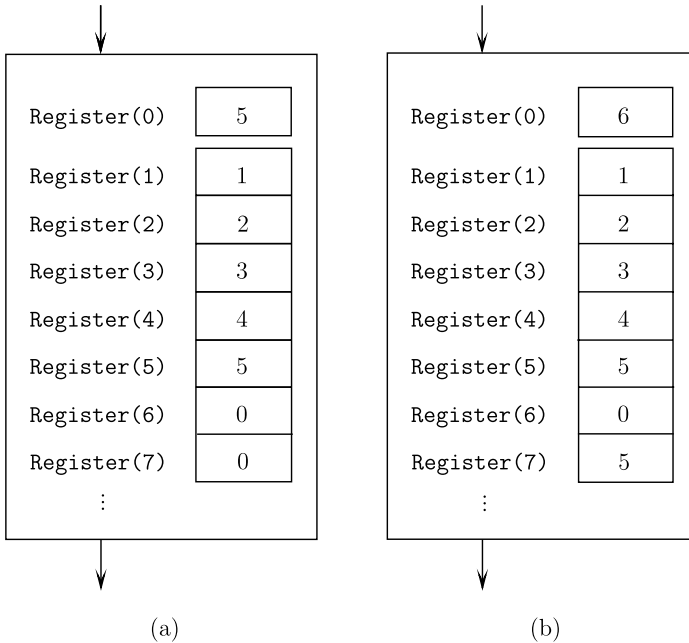 Register(0) 5
Register(1) 1
Register(2) 2
Register(3) 3
Register(4) 4
Register(5) 5
Register(6) 0
Register(7) 0
⋮
(a)
Register(0) 6
Register(1) 1
Register(2) 2
Register(3) 3
Register(4) 4
Register(5) 5
Register(6) 0
Register(7) 5
⋮
(b)